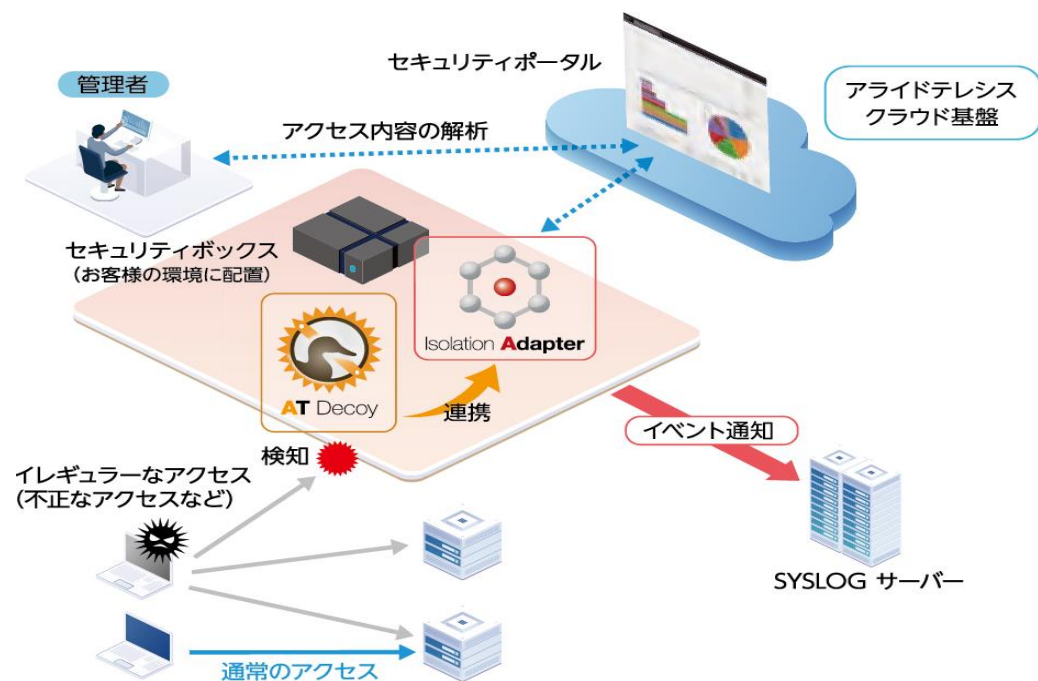 セキュリティポータル
管理者
アライドテレシス
クラウド基盤
アクセス内容の解析
セキュリティボックス
（お客様の環境に配置）
Isolation Adapter
AT Decoy
連携
イベント通知
検知
イレギュラーなアクセス
（不正なアクセスなど）
SYSLOG サーバー
通常のアクセス